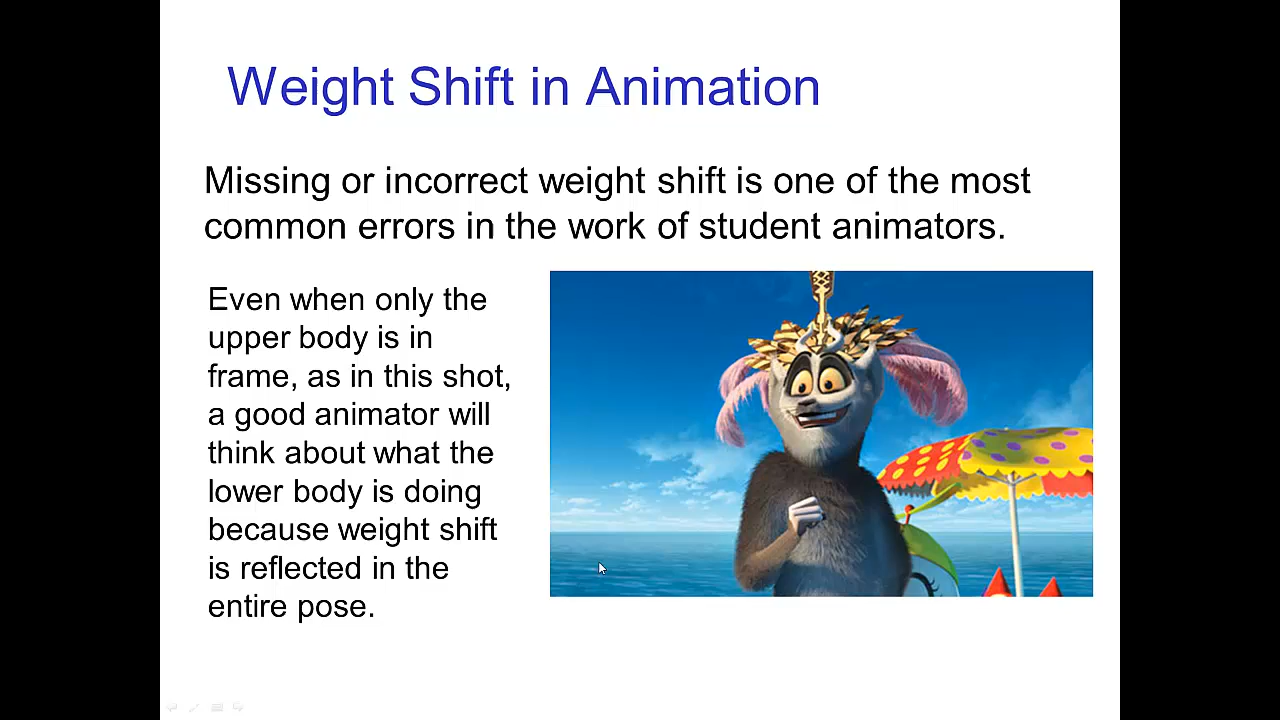 Weight Shift in Animation
Missing or incorrect weight shift is one of the most
common errors in the work of student animators.
Even when only the
upper body is in
frame, as in this shot,
a good animator will
think about what the
lower body is doing
because weight shift
is reflected in the
entire pose.